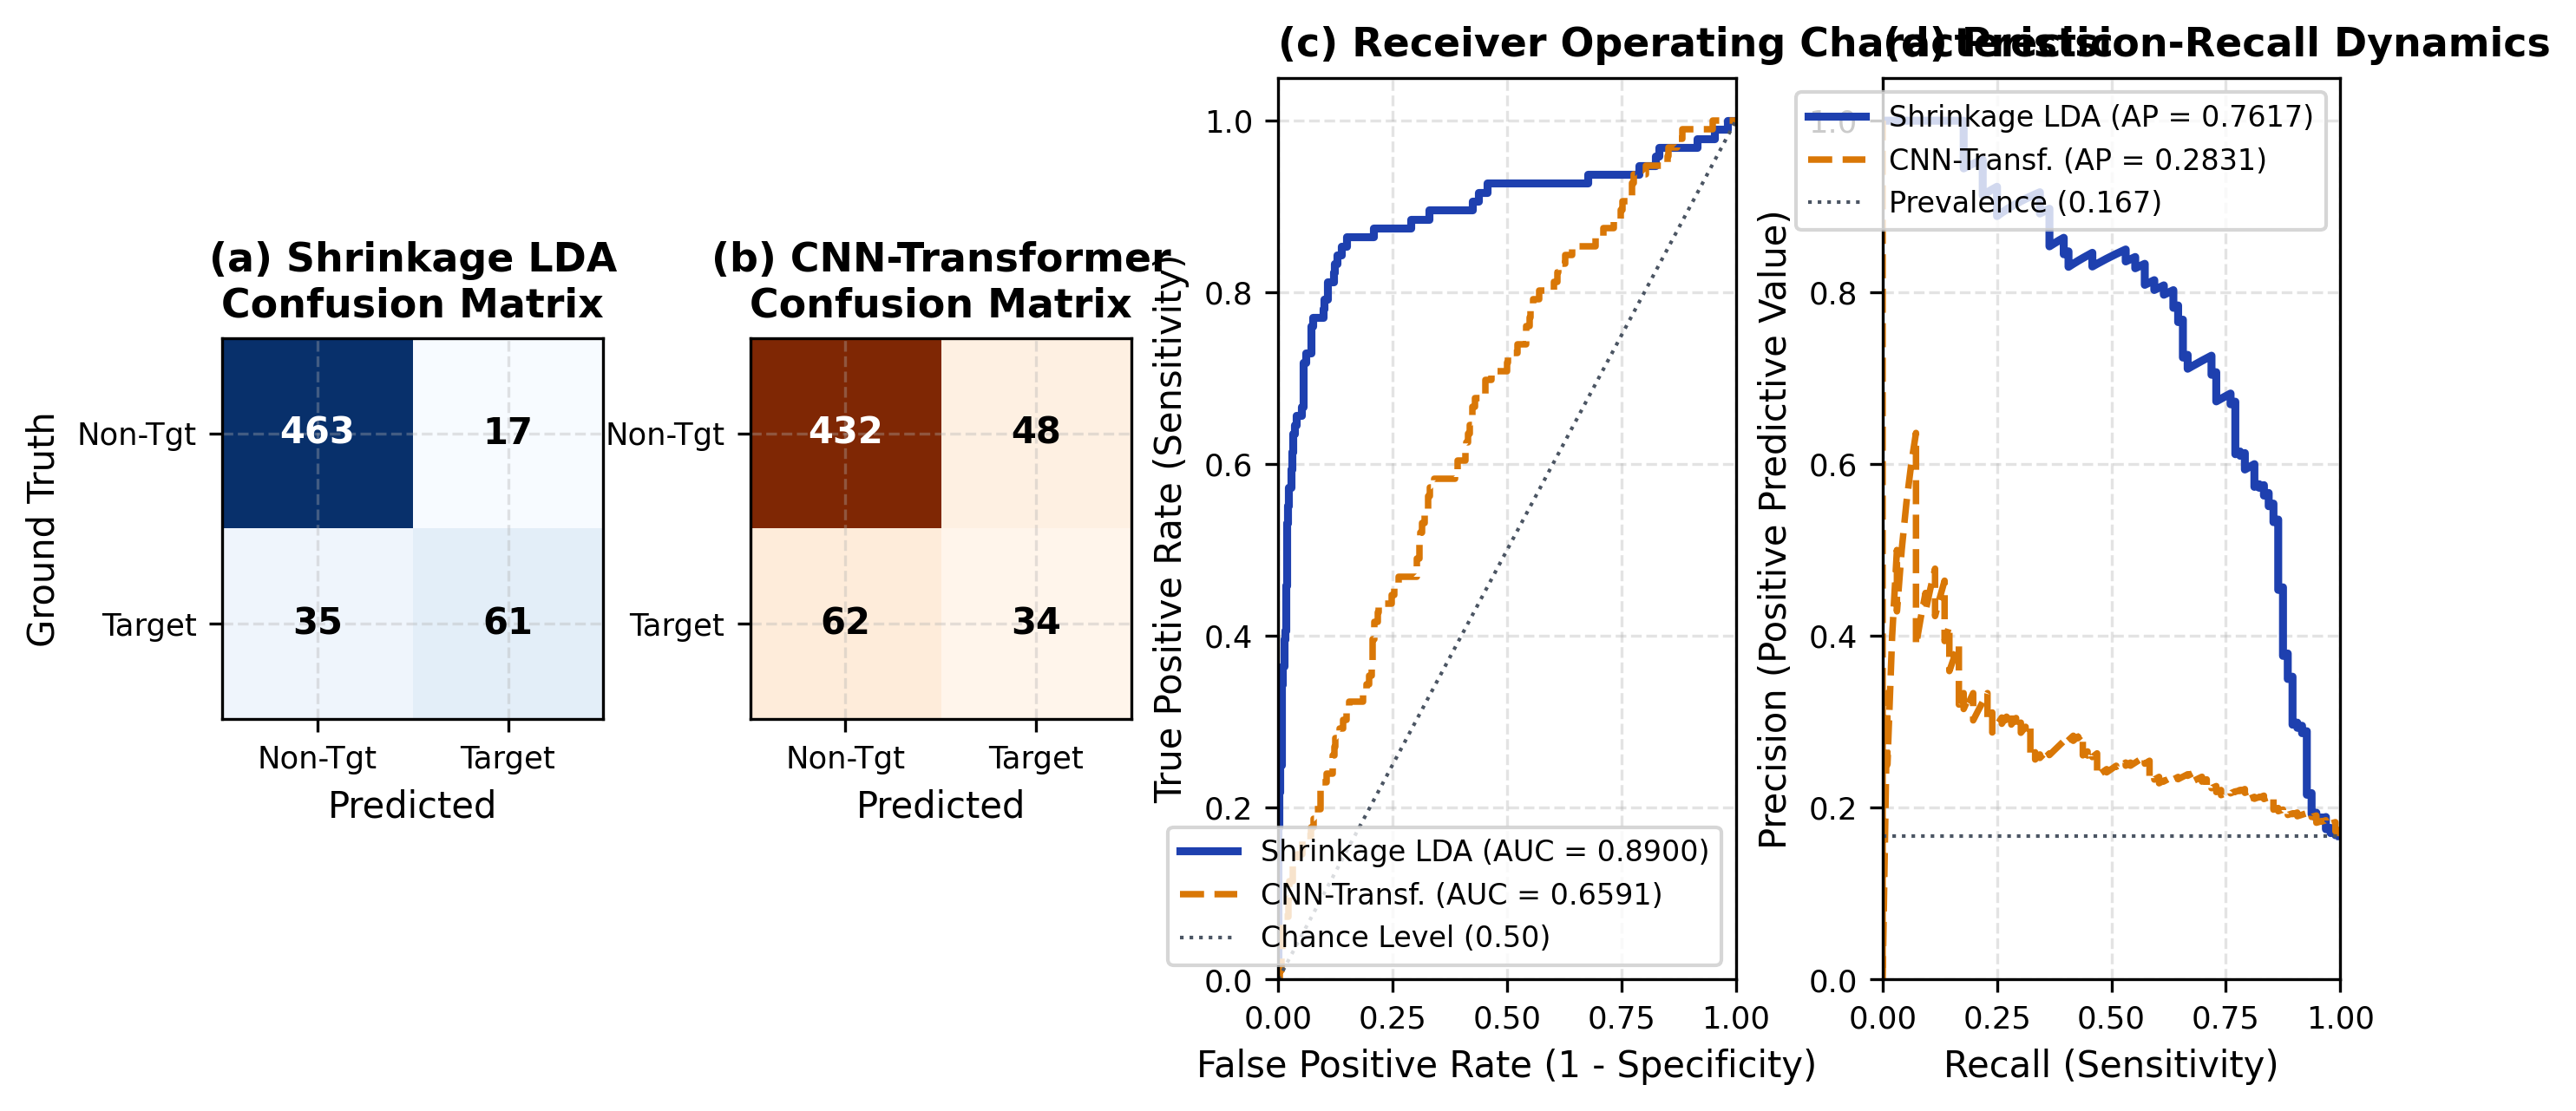 (a) Shrinkage LDA
Confusion Matrix
Ground Truth
Non-Tgt
Target
463
17
35
61
Non-Tgt
Target
Predicted
(b) CNN-Transformer
Confusion Matrix
Non-Tgt
Target
432
48
62
34
Non-Tgt
Target
Predicted
(c) Receiver Operating Characteristic
True Positive Rate (Sensitivity)
1.0
0.8
0.6
0.4
0.2
0.0
Shrinkage LDA (AUC = 0.8900)
CNN-Transf. (AUC = 0.6591)
Chance Level (0.50)
0.00
0.25
0.50
0.75
1.00
False Positive Rate (1 - Specificity)
(d) Precision-Recall Dynamics
Precision (Positive Predictive Value)
Shrinkage LDA (AP = 0.7617)
CNN-Transf. (AP = 0.2831)
Prevalence (0.167)
1.0
0.8
0.6
0.4
0.2
0.0
0.00
0.25
0.50
0.75
1.00
Recall (Sensitivity)